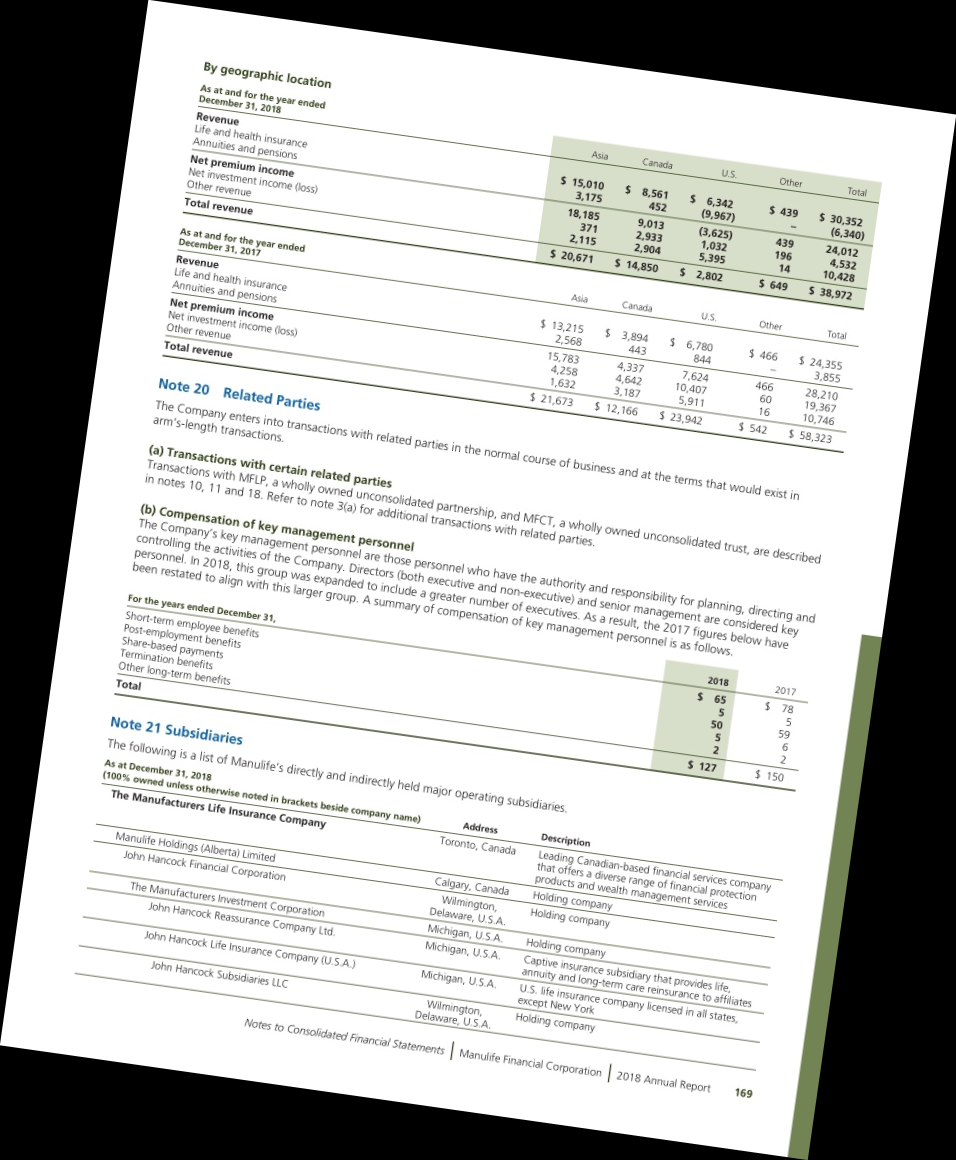 By geographic location
As at and for the year ended
December 31, 2018
Asia Canada U.S. Other Total
Revenue
Life and health insurance $ 15,010 $ 8,561 $ 6,342 $ 439 $ 30,352
Annuities and pensions 3,175 452 (9,967) – (6,340)
Net premium income 18,185 9,013 (3,625) 439 24,012
Net investment income (loss) 371 2,933 1,032 196 4,532
Other revenue 2,115 2,904 5,395 14 10,428
Total revenue $ 20,671 $ 14,850 $ 2,802 $ 649 $ 38,972
As at and for the year ended
December 31, 2017
Asia Canada U.S. Other Total
Revenue
Life and health insurance $ 13,215 $ 3,894 $ 6,780 $ 466 $ 24,355
Annuities and pensions 2,568 443 844 – 3,855
Net premium income 15,783 4,337 7,624 466 28,210
Net investment income (loss) 4,258 4,642 10,407 60 19,367
Other revenue 1,632 3,187 5,911 16 10,746
Total revenue $ 21,673 $ 12,166 $ 23,942 $ 542 $ 58,323
Note 20 Related Parties
The Company enters into transactions with related parties in the normal course of business and at the terms that would exist in
arm's-length transactions.
(a) Transactions with certain related parties
Transactions with MFLP, a wholly owned unconsolidated partnership, and MFCT, a wholly owned unconsolidated trust, are described
in notes 10, 11 and 18. Refer to note 3(a) for additional transactions with related parties.
(b) Compensation of key management personnel
The Company's key management personnel are those personnel who have the authority and responsibility for planning, directing and
controlling the activities of the Company. Directors (both executive and non-executive) and senior management are considered key
personnel. In 2018, this group was expanded to include a greater number of executives. As a result, the 2017 figures below have
been restated to align with this larger group. A summary of compensation of key management personnel is as follows.
For the years ended December 31, 2018 2017
Short-term employee benefits $ 65 $ 78
Post-employment benefits 5 5
Share-based payments 50 59
Termination benefits 5 6
Other long-term benefits 2 2
Total $ 127 $ 150
Note 21 Subsidiaries
The following is a list of Manulife's directly and indirectly held major operating subsidiaries.
As at December 31, 2018
(100% owned unless otherwise noted in brackets beside company name) Address Description
The Manufacturers Life Insurance Company Toronto, Canada Leading Canadian-based financial services company
that offers a diverse range of financial protection
products and wealth management services
Manulife Holdings (Alberta) Limited Calgary, Canada Holding company
John Hancock Financial Corporation Wilmington, Holding company
Delaware, U.S.A.
The Manufacturers Investment Corporation Michigan, U.S.A. Holding company
John Hancock Reassurance Company Ltd. Michigan, U.S.A. Captive insurance subsidiary that provides life,
annuity and long-term care reinsurance to affiliates
John Hancock Life Insurance Company (U.S.A.) Michigan, U.S.A. U.S. life insurance company licensed in all states,
except New York
John Hancock Subsidiaries LLC Wilmington, Holding company
Delaware, U.S.A.
Notes to Consolidated Financial Statements Manulife Financial Corporation 2018 Annual Report 169